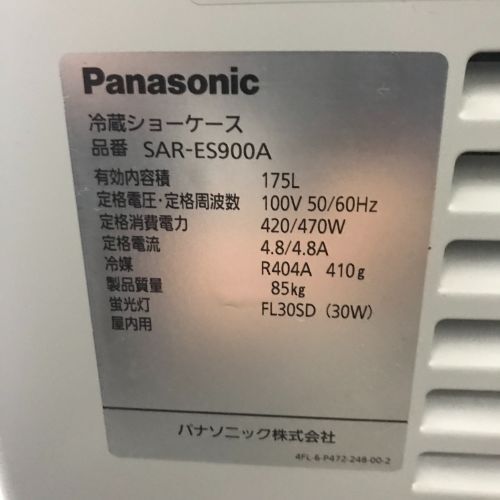 Panasonic
冷蔵ショーケース
品番 SAR-ES900A
有効内容積 175L
定格電圧・定格周波数 100V 50/60Hz
定格消費電力 420/470W
定格電流 4.8/4.8A
冷媒 R404A 410g
製品質量 85kg
蛍光灯 FL30SD (30W)
屋内用
パナソニック株式会社
4FL-6-P472-248-00-2